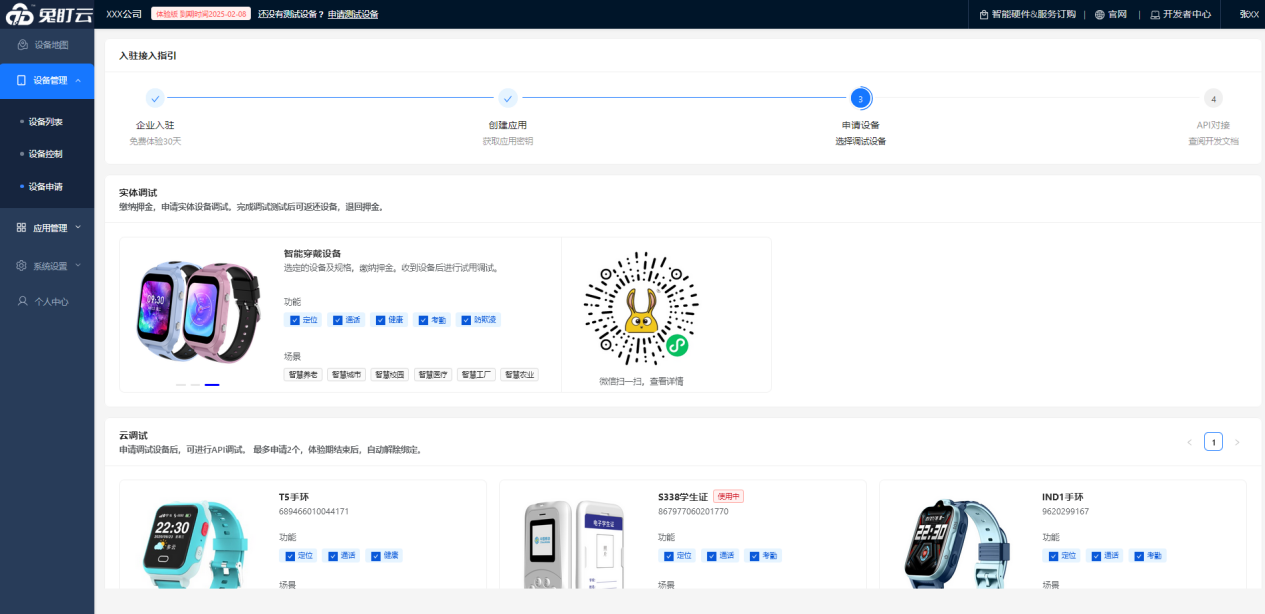 兔盯云
XXX公司 体验版 到期时间2025-02-08 还没有测试设备？ 申请测试设备
智能硬件&服务订购 | 官网 | 开发者中心
张XX
设备地图
设备管理
设备列表
设备控制
设备申请
应用管理
系统设置
个人中心
入驻接入指引
企业入驻
免费体验30天
创建应用
获取应用密钥
3
申请设备
选择调试设备
4
API对接
查阅开发文档
实体调试
缴纳押金，申请实体设备调试。完成调试测试后可返还设备，退回押金。
09:30
智能穿戴设备
选定的设备及规格，缴纳押金。收到设备后进行试用调试。
功能
定位 通话 健康 考勤 防欺凌
场景
智慧养老 智慧城市 智慧校园 智慧医疗 智慧工厂 智慧农业
微信扫一扫，查看详情
云调试
申请调试设备后，可进行API调试。 最多申请2个，体验期结束后，自动解除绑定。
1
22:30
多云
T5手环
689466010044171
功能
定位 通话 健康
场景
电子学生证
S338学生证 使用中
867977060201770
功能
定位 通话 考勤
场景
22:30
IND1手环
9620299167
功能
定位 通话 考勤
场景